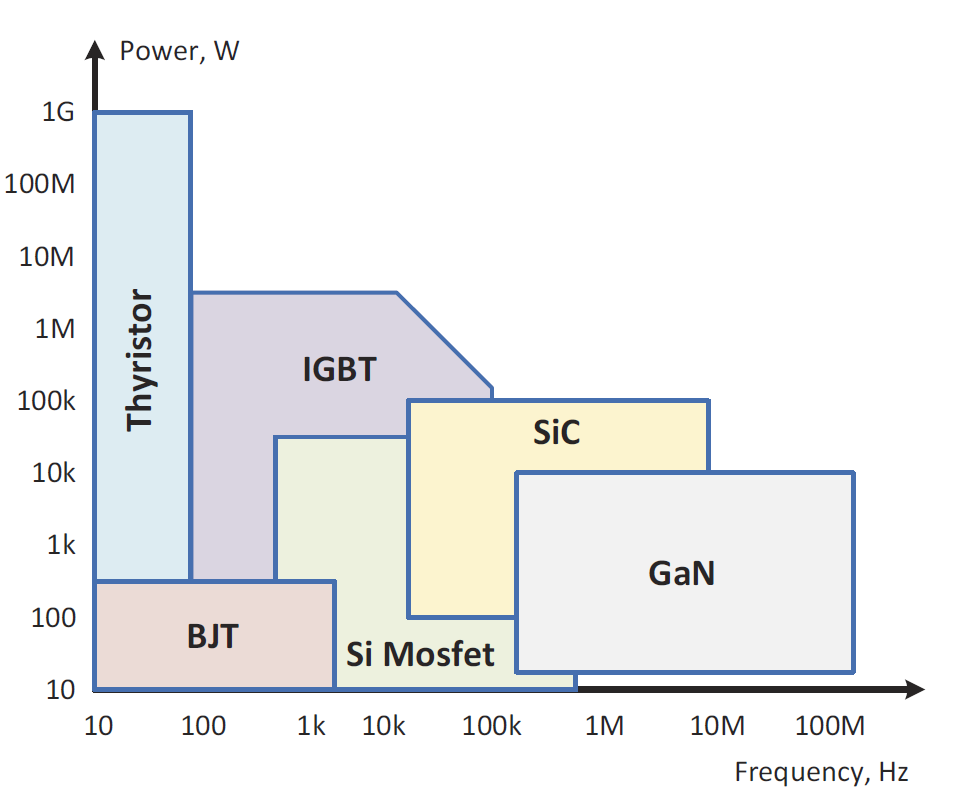 Power, W
1G
100M
10M
1M
100k
10k
1k
100
10
Thyristor
IGBT
SiC
GaN
BJT
Si Mosfet
10 100 1k 10k 100k 1M 10M 100M
Frequency, Hz